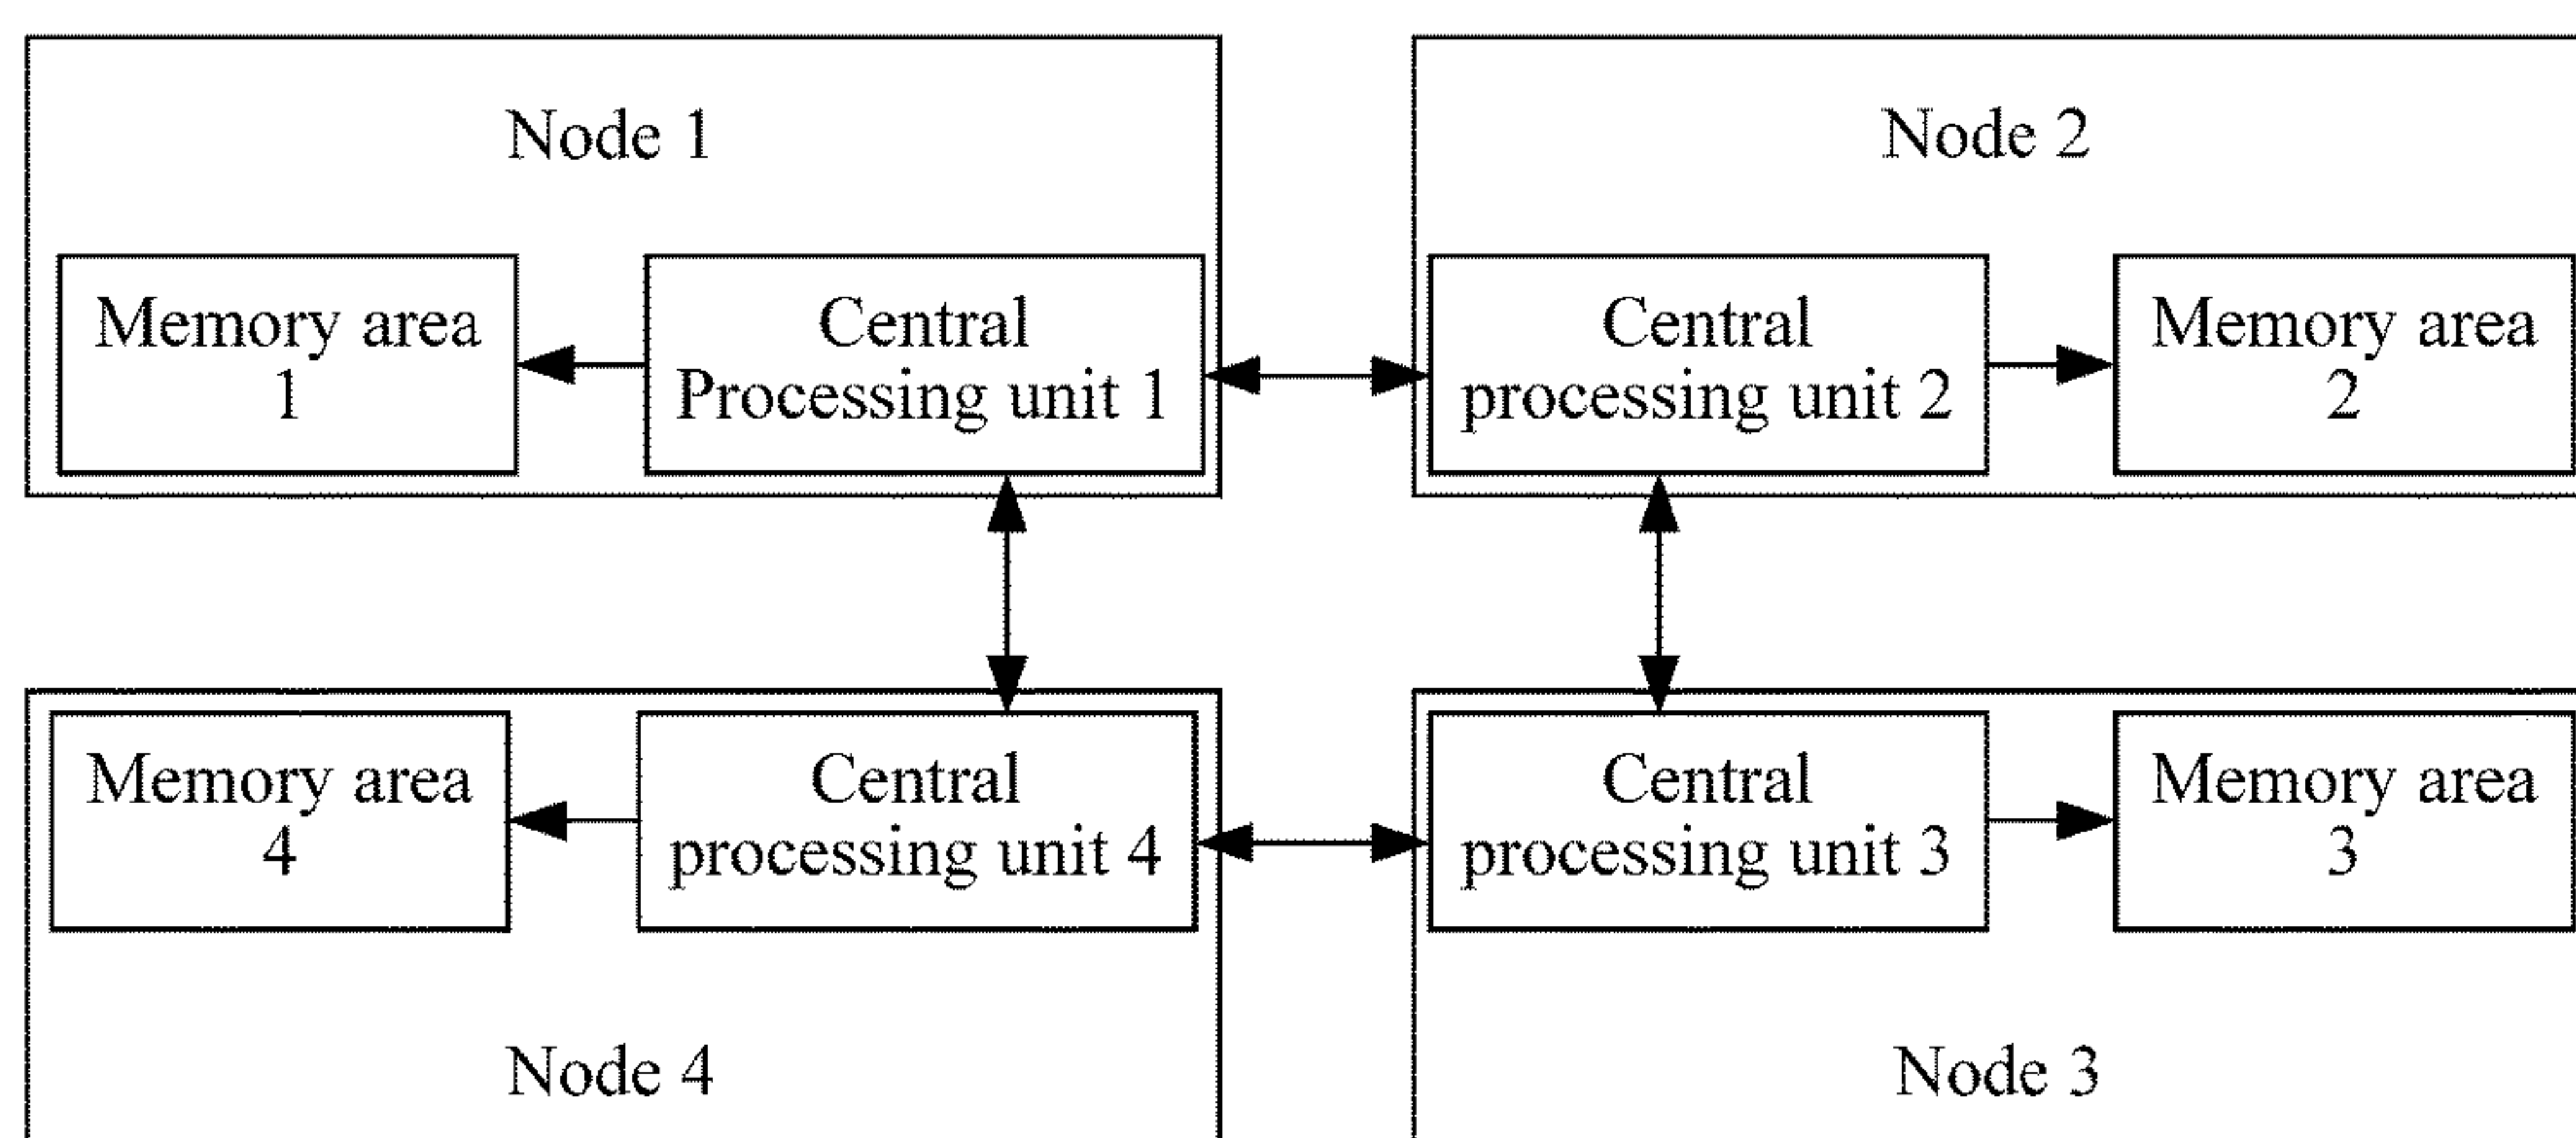 Node 1
Memory area
1
Central
Processing unit 1
Node 2
Central
processing unit 2
Memory area
2
Memory area
4
Central
processing unit 4
Node 4
Central
processing unit 3
Memory area
3
Node 3